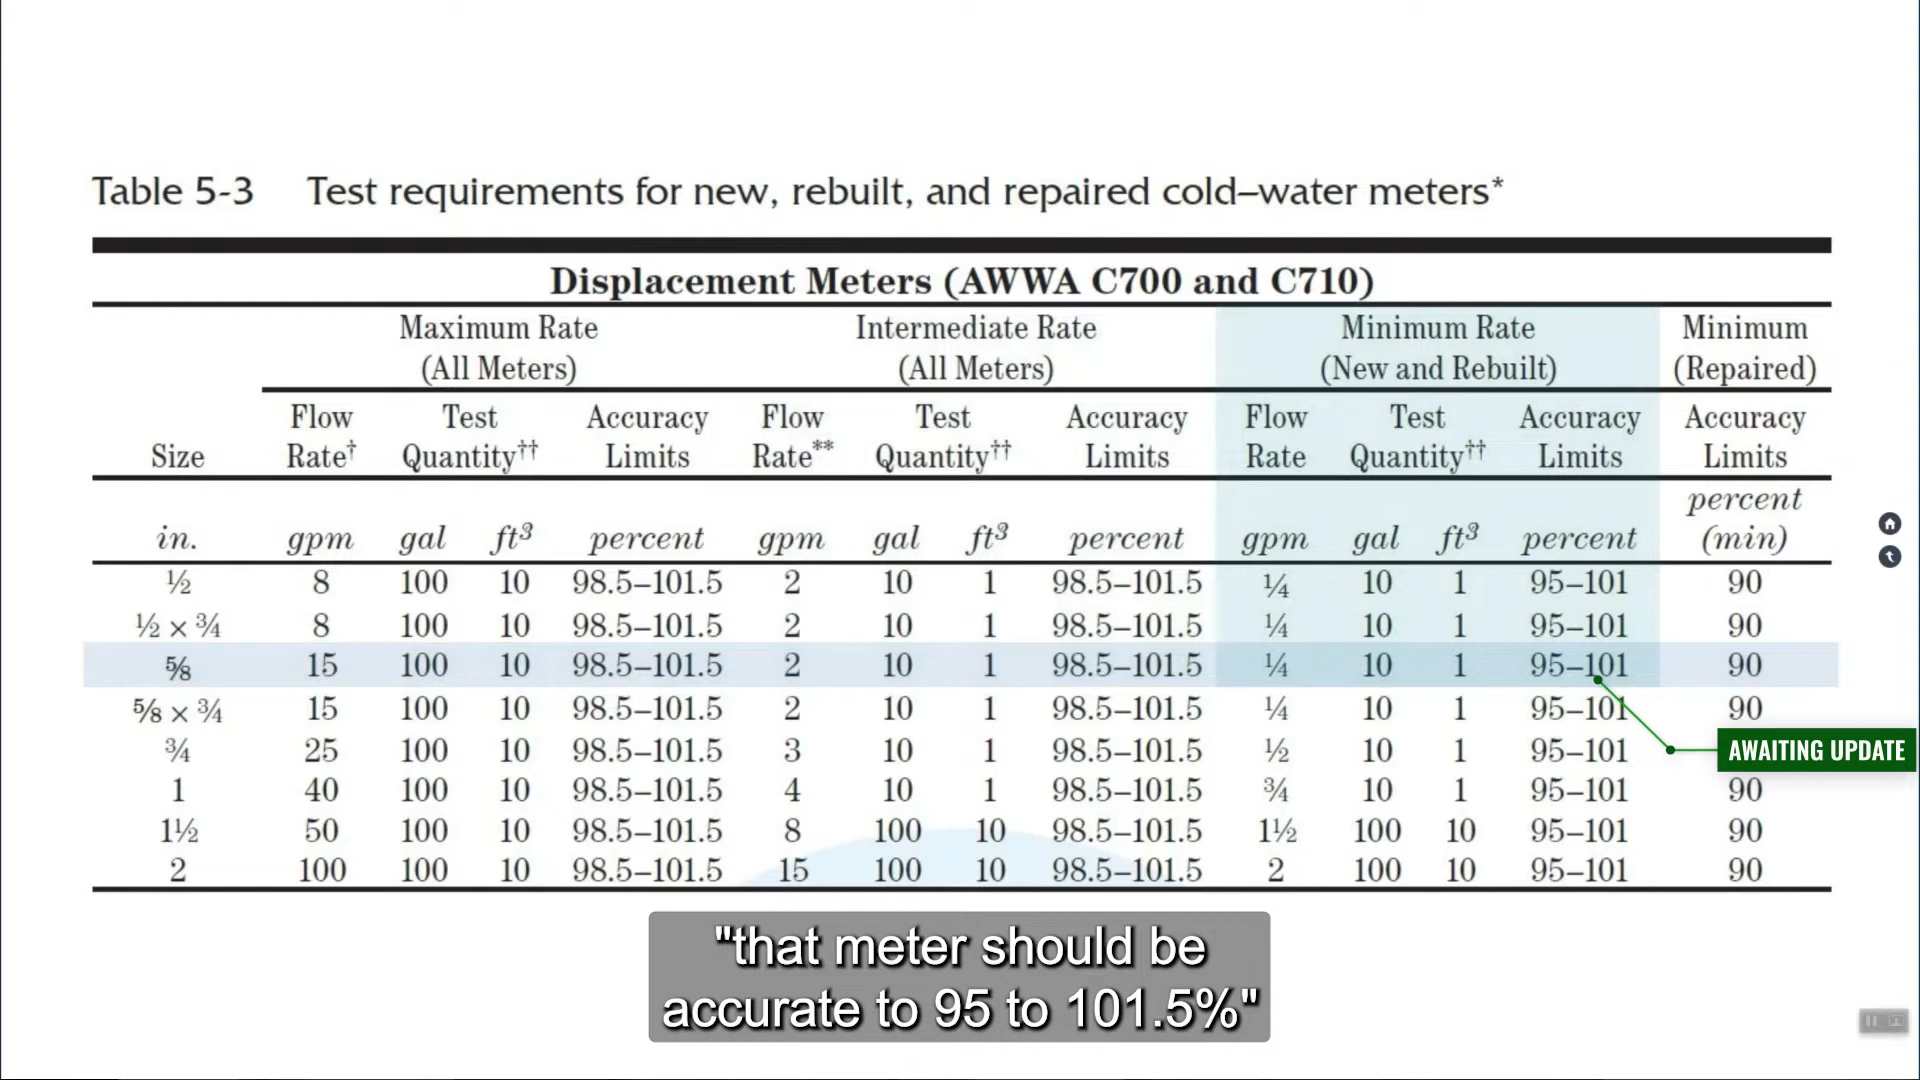 Table 5-3 Test requirements for new, rebuilt, and repaired cold–water meters*
Displacement Meters (AWWA C700 and C710)
Maximum Rate Intermediate Rate Minimum Rate Minimum
(All Meters) (All Meters) (New and Rebuilt) (Repaired)
Flow Test Accuracy Flow Test Accuracy Flow Test Accuracy Accuracy
Size Rate† Quantity†† Limits Rate** Quantity†† Limits Rate Quantity†† Limits Limits
percent
in. gpm gal ft³ percent gpm gal ft³ percent gpm gal ft³ percent (min)
½ 8 100 10 98.5–101.5 2 10 1 98.5–101.5 ¼ 10 1 95–101 90
½ × ¾ 8 100 10 98.5–101.5 2 10 1 98.5–101.5 ¼ 10 1 95–101 90
⅝ 15 100 10 98.5–101.5 2 10 1 98.5–101.5 ¼ 10 1 95–101 90
⅝ × ¾ 15 100 10 98.5–101.5 2 10 1 98.5–101.5 ¼ 10 1 95–101 90
¾ 25 100 10 98.5–101.5 3 10 1 98.5–101.5 ½ 10 1 95–101
AWAITING UPDATE
1 40 100 10 98.5–101.5 4 10 1 98.5–101.5 ¾ 10 1 95–101 90
1½ 50 100 10 98.5–101.5 8 100 10 98.5–101.5 1½ 100 10 95–101 90
2 100 100 10 98.5–101.5 15 100 10 98.5–101.5 2 100 10 95–101 90
"that meter should be
accurate to 95 to 101.5%"